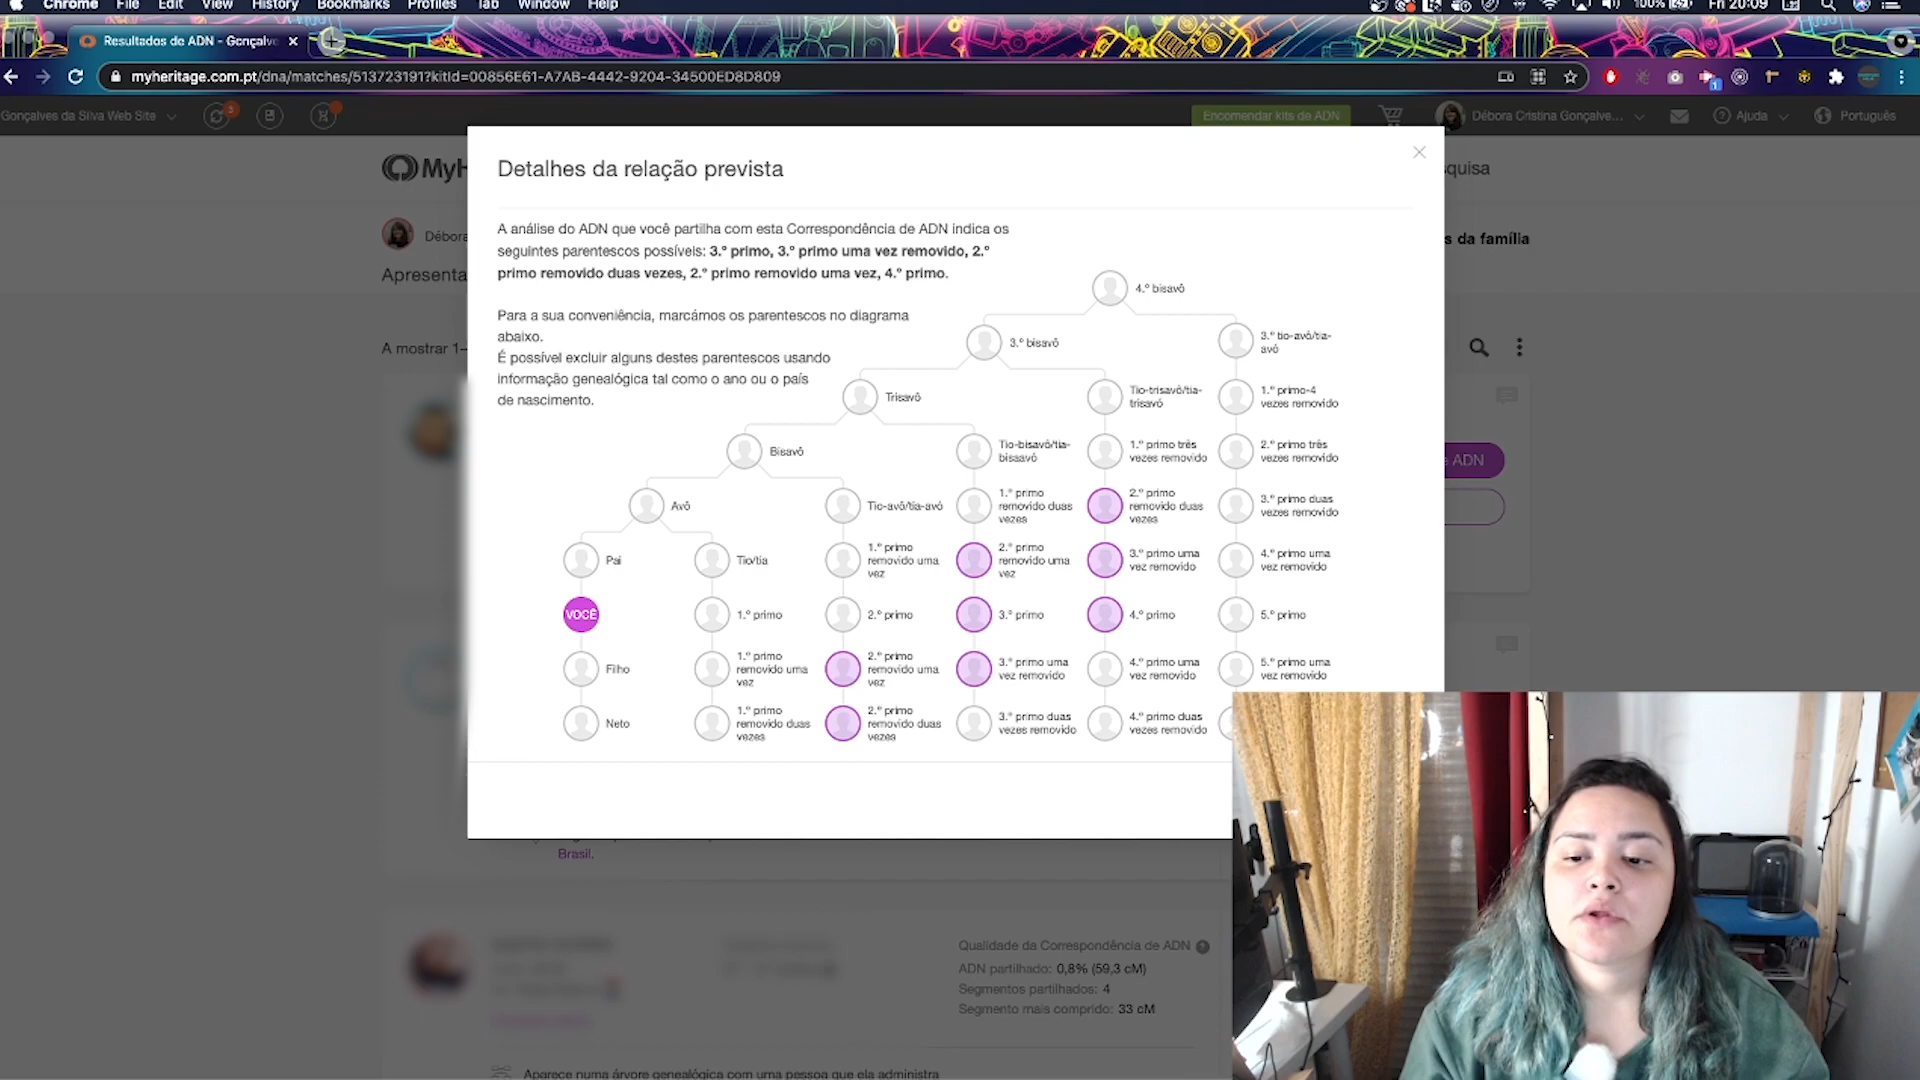 Chrome File Edit View History Bookmarks Profiles Tab Window Help 100% Fri 20:09
Resultados de ADN - Gonçalve
myheritage.com.pt/dna/matches/513723191?kitId=00856E61-A7AB-4442-9204-34500ED8D809
Gonçalves da Silva Web Site
Encomendar kits de ADN
Débora Cristina Gonçalve...
Ajuda
Português
MyH
squisa
Débora
s da família
Apresenta
A mostrar 1–
e ADN
Detalhes da relação prevista
A análise do ADN que você partilha com esta Correspondência de ADN indica os
seguintes parentescos possíveis: 3.º primo, 3.º primo uma vez removido, 2.º
primo removido duas vezes, 2.º primo removido uma vez, 4.º primo.
Para a sua conveniência, marcámos os parentescos no diagrama
abaixo.
É possível excluir alguns destes parentescos usando
informação genealógica tal como o ano ou o país
de nascimento.
4.º bisavô
3.º bisavô
3.º tio-avô/tia-
avó
Trisavô
Tio-trisavô/tia-
trisavó
1.º primo-4
vezes removido
Bisavô
Tio-bisavô/tia-
bisaavó
1.º primo três
vezes removido
2.º primo três
vezes removido
Avô
Tio-avô/tia-avó
1.º primo
removido duas
vezes
2.º primo
removido duas
vezes
3.º primo duas
vezes removido
Pai
Tio/tia
1.º primo
removido uma
vez
2.º primo
removido uma
vez
3.º primo uma
vez removido
4.º primo uma
vez removido
VOCÊ
1.º primo
2.º primo
3.º primo
4.º primo
5.º primo
Filho
1.º primo
removido uma
vez
2.º primo
removido uma
vez
3.º primo uma
vez removido
4.º primo uma
vez removido
5.º primo uma
vez removido
Neto
1.º primo
removido duas
vezes
2.º primo
removido duas
vezes
3.º primo duas
vezes removido
4.º primo duas
vezes removido
Brasil.
Qualidade da Correspondência de ADN
ADN partilhado: 0,8% (59,3 cM)
Segmentos partilhados: 4
Segmento mais comprido: 33 cM
Aparece numa árvore genealógica com uma pessoa que ela administra